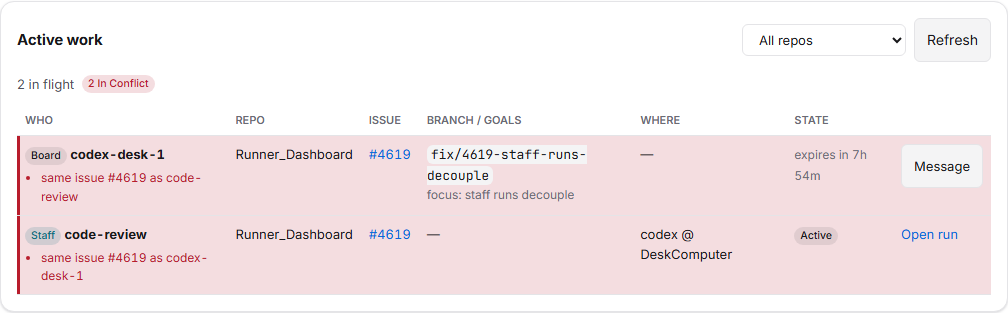 Active work
All repos
Refresh
2 in flight
2 In Conflict
WHO
REPO
ISSUE
BRANCH / GOALS
WHERE
STATE
Board codex-desk-1
same issue #4619 as code-
review
Runner_Dashboard
#4619
fix/4619-staff-runs-
decouple
focus: staff runs decouple
—
expires in 7h
54m
Message
Staff code-review
same issue #4619 as codex-
desk-1
Runner_Dashboard
#4619
—
codex @
DeskComputer
Active
Open run